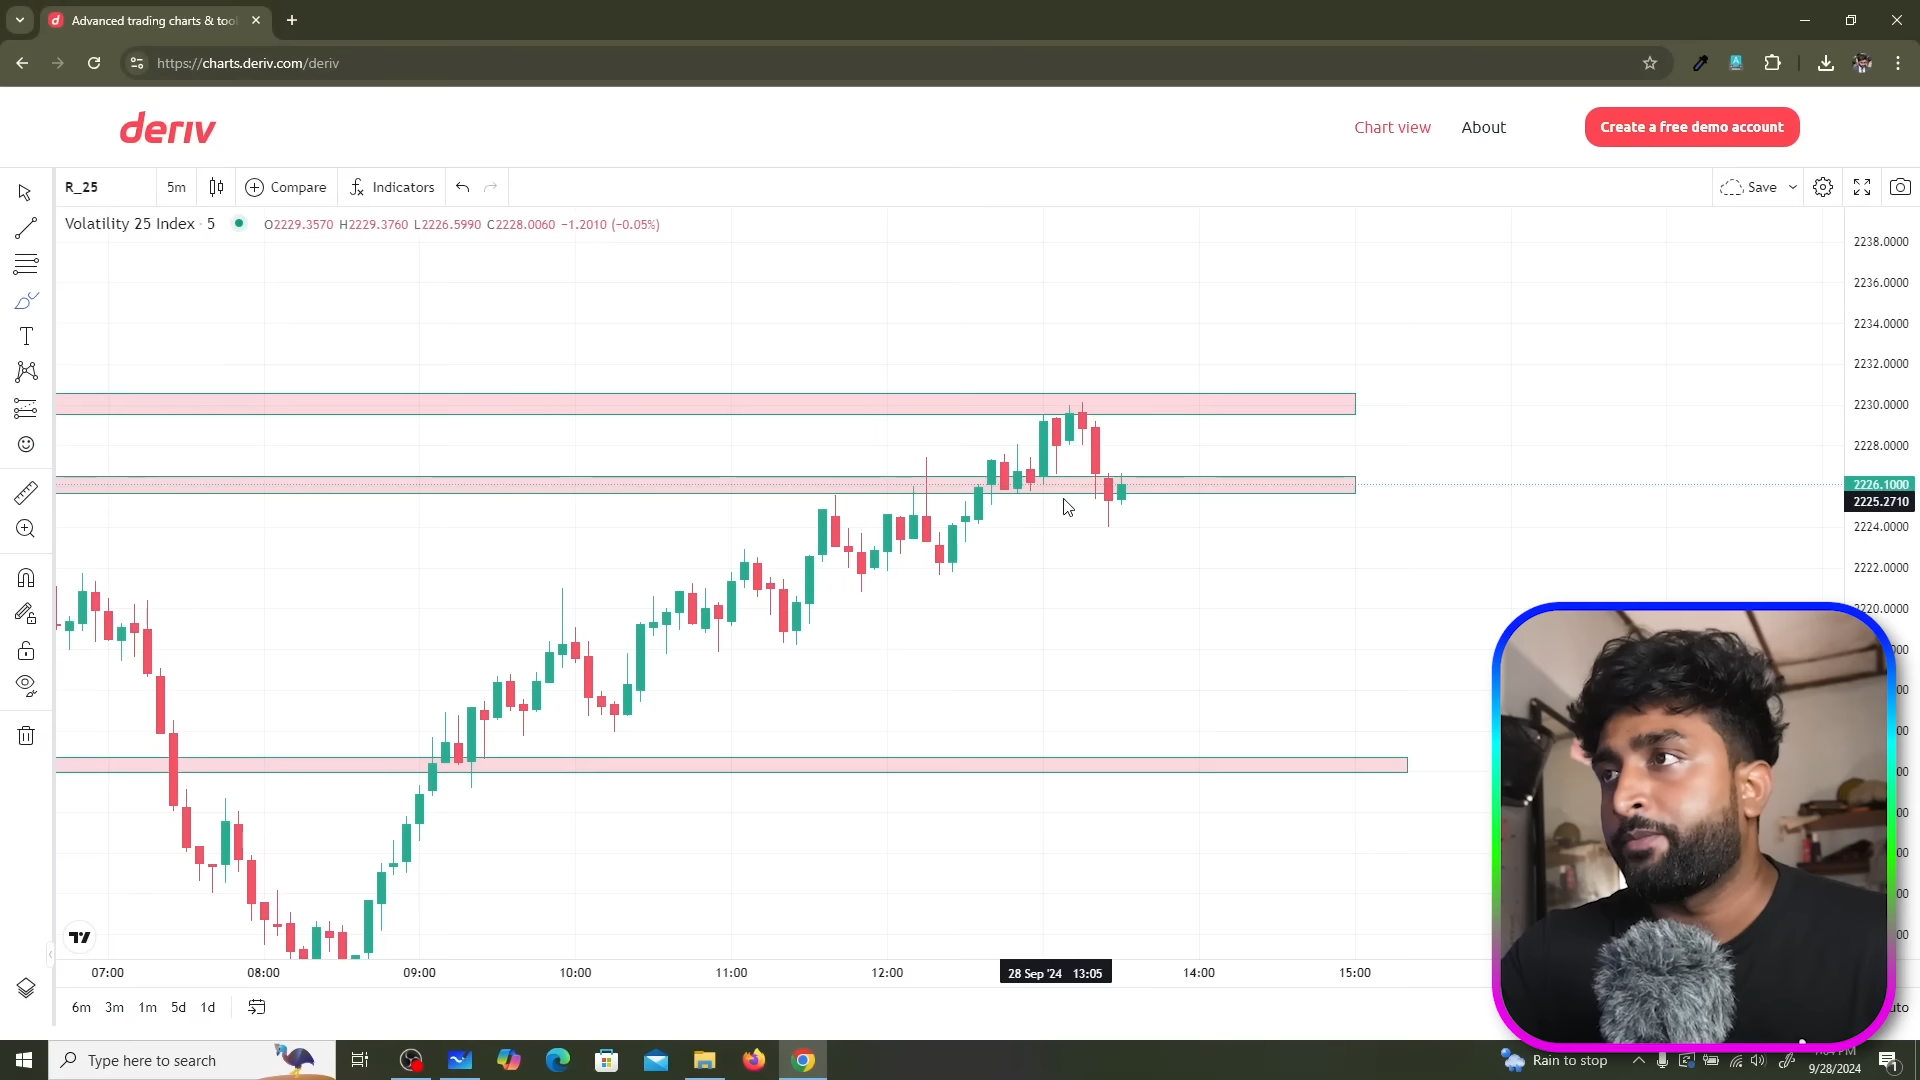 Advanced trading charts & tool
https://charts.deriv.com/deriv
deriv
Chart view
About
Create a free demo account
R_25
5m
Compare
Indicators
Save
Volatility 25 Index · 5
O2229.3570 H2229.3760 L2226.5990 C2228.0060 −1.2010 (−0.05%)
2238.0000
2236.0000
2234.0000
2232.0000
2230.0000
2228.0000
2226.1000
2225.2710
2224.0000
2222.0000
2220.0000
07:00
08:00
09:00
10:00
11:00
12:00
28 Sep '24 13:05
14:00
15:00
6m
3m
1m
5d
1d
Type here to search
Rain to stop
9/28/2024
1